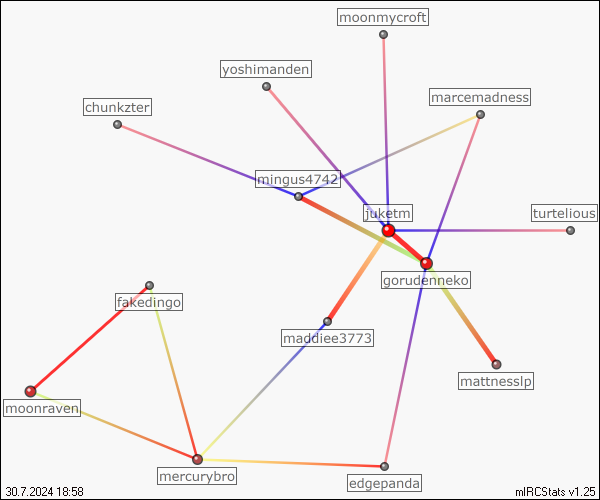 moonmycroft
yoshimanden
marcemadness
chunkzter
mingus4742
juketm
turtelious
gorudenneko
fakedingo
maddiee3773
mattnesslp
moonraven
mercurybro
edgepanda
30.7.2024 18:58
mIRCStats v1.25